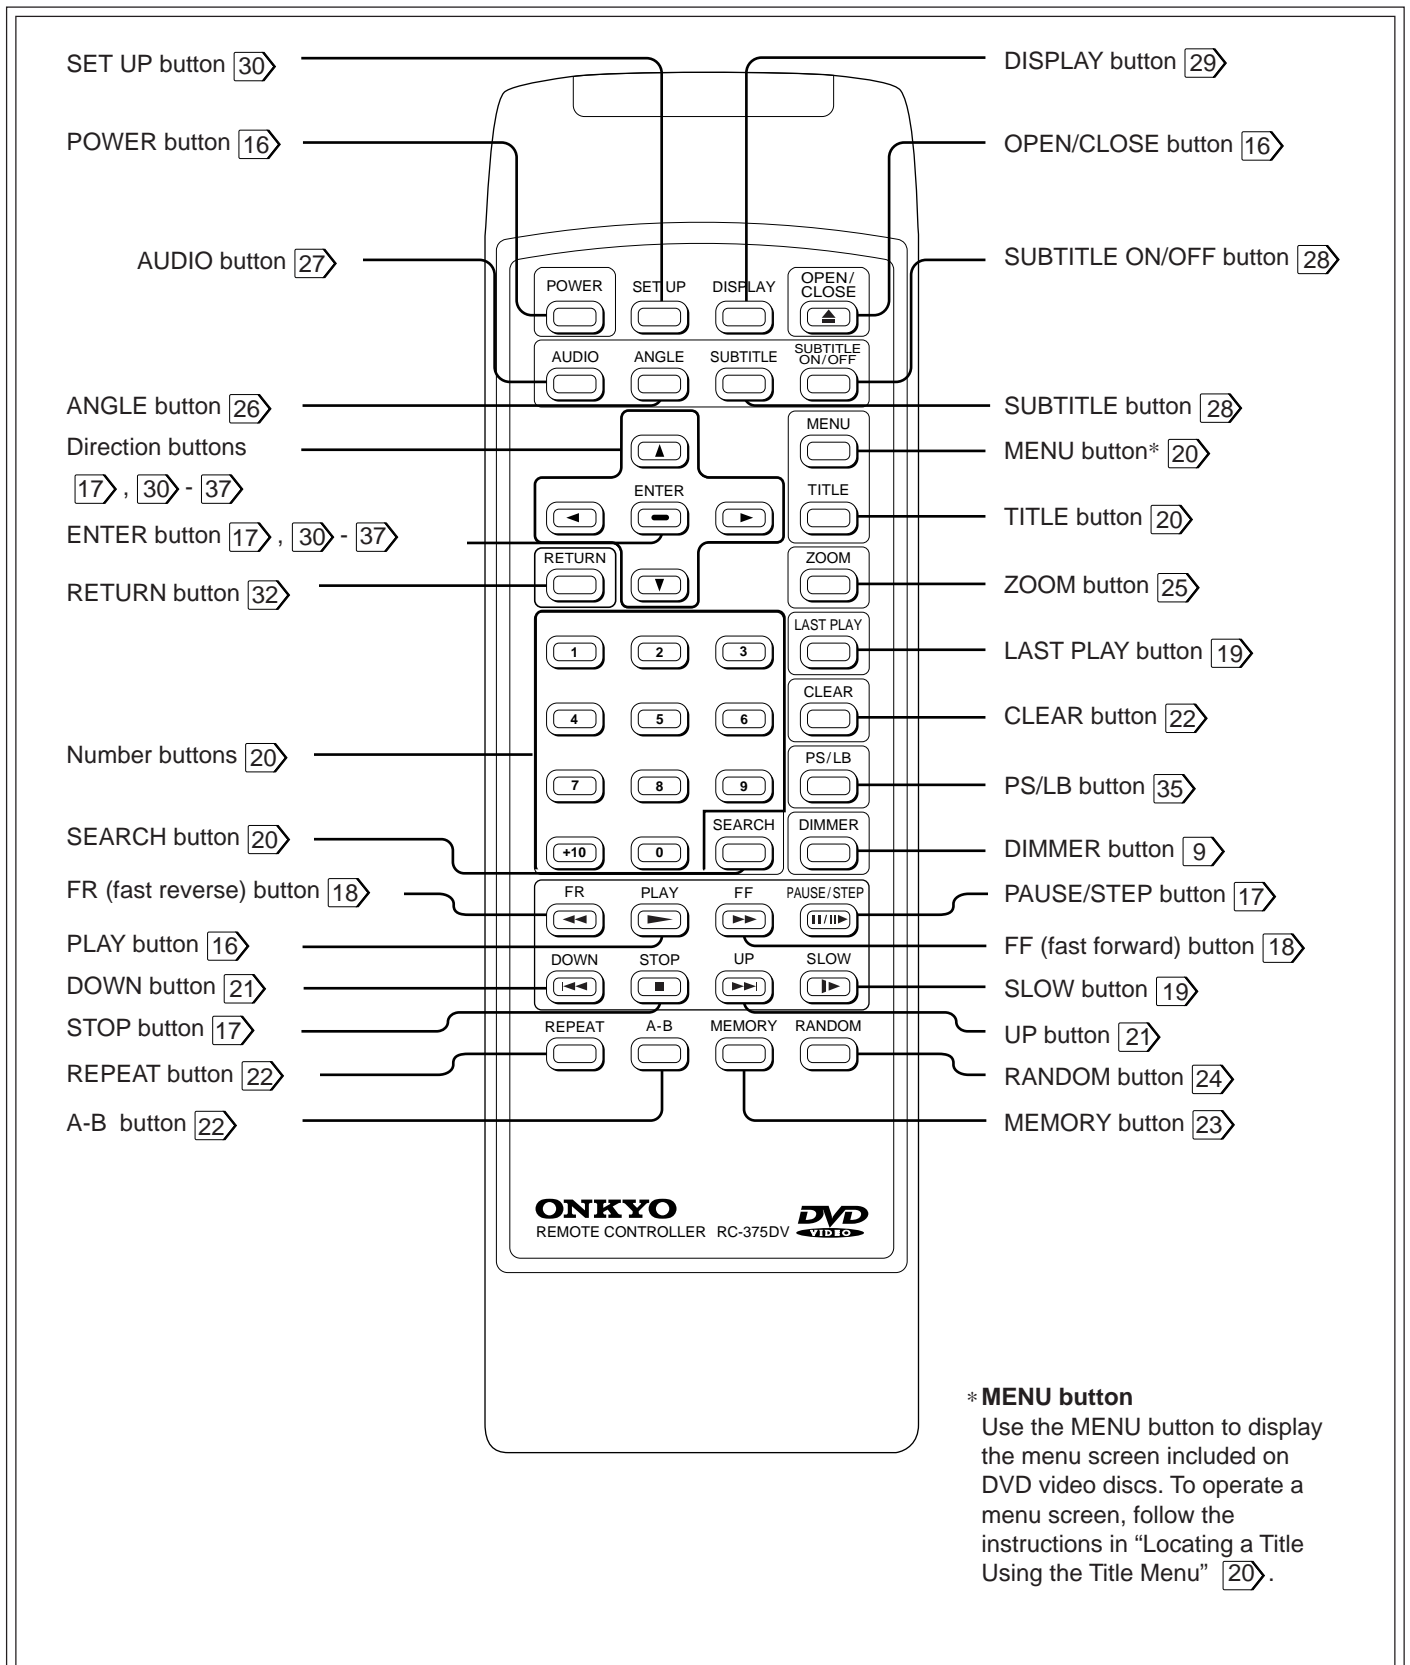 SET UP button 30
POWER button 16
AUDIO button 27
ANGLE button 26
Direction buttons
17 , 30 - 37
ENTER button 17 , 30 - 37
RETURN button 32
Number buttons 20
SEARCH button 20
FR (fast reverse) button 18
PLAY button 16
DOWN button 21
STOP button 17
REPEAT button 22
A-B button 22
POWER SET UP DISPLAY OPEN/
CLOSE
AUDIO ANGLE SUBTITLE SUBTITLE
ON/OFF
MENU
ENTER TITLE
RETURN ZOOM
LAST PLAY
1 2 3
CLEAR
4 5 6
PS/LB
7 8 9
SEARCH DIMMER
+10 0
FR PLAY FF PAUSE/STEP
DOWN STOP UP SLOW
REPEAT A-B MEMORY RANDOM
ONKYO
REMOTE CONTROLLER RC-375DV
DVD
VIDEO
DISPLAY button 29
OPEN/CLOSE button 16
SUBTITLE ON/OFF button 28
SUBTITLE button 28
MENU button* 20
TITLE button 20
ZOOM button 25
LAST PLAY button 19
CLEAR button 22
PS/LB button 35
DIMMER button 9
PAUSE/STEP button 17
FF (fast forward) button 18
SLOW button 19
UP button 21
RANDOM button 24
MEMORY button 23
* MENU button
Use the MENU button to display
the menu screen included on
DVD video discs. To operate a
menu screen, follow the
instructions in “Locating a Title
Using the Title Menu” 20 .